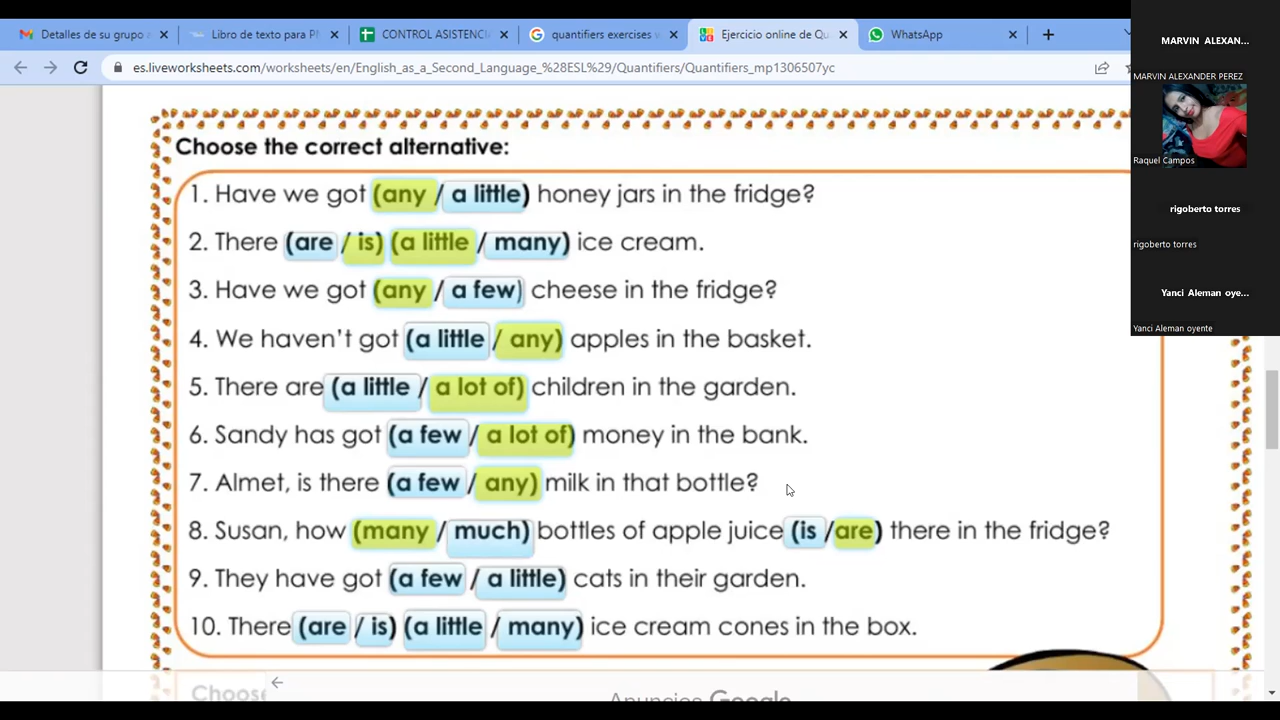 Detalles de su grupo a
Libro de texto para P
CONTROL ASISTENCI
quantifiers exercises
Ejercicio online de Qu
WhatsApp
es.liveworksheets.com/worksheets/en/English_as_a_Second_Language_%28ESL%29/Quantifiers/Quantifiers_mp1306507yc
MARVIN ALEXAN...
MARVIN ALEXANDER PEREZ
Raquel Campos
rigoberto torres
rigoberto torres
Yanci Aleman oye...
Yanci Aleman oyente
Choose the correct alternative:
1. Have we got (any / a little) honey jars in the fridge?
2. There (are / is) (a little / many) ice cream.
3. Have we got (any / a few) cheese in the fridge?
4. We haven't got (a little / any) apples in the basket.
5. There are (a little / a lot of) children in the garden.
6. Sandy has got (a few / a lot of) money in the bank.
7. Almet, is there (a few / any) milk in that bottle?
8. Susan, how (many / much) bottles of apple juice (is /are) there in the fridge?
9. They have got (a few / a little) cats in their garden.
10. There (are / is) (a little / many) ice cream cones in the box.
Choose
Anuncios Google